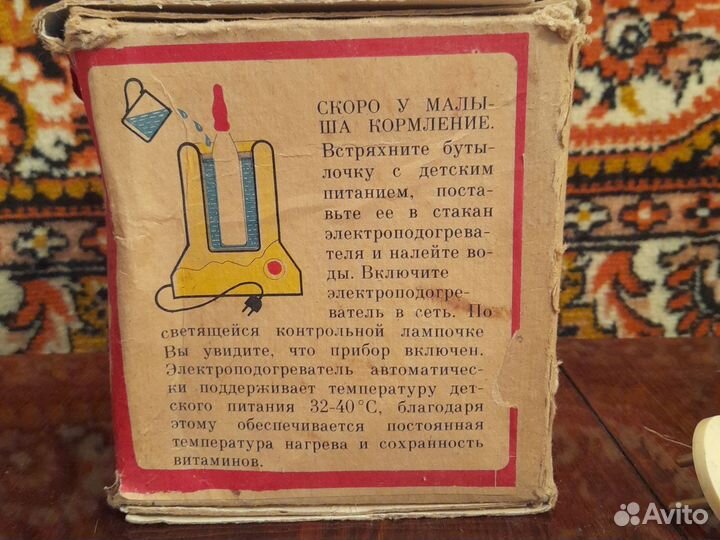 СКОРО У МАЛЫ-
ША КОРМЛЕНИЕ.
Встряхните буты-
лочку с детским
питанием, поста-
вьте ее в стакан
электроподогрева-
теля и налейте во-
ды. Включите
электроподогре-
ватель в сеть. По
светящейся контрольной лампочке
Вы увидите, что прибор включен.
Электроподогреватель автоматичес-
ки поддерживает температуру дет-
ского питания 32-40°С, благодаря
этому обеспечивается постоянная
температура нагрева и сохранность
витаминов.
Avito